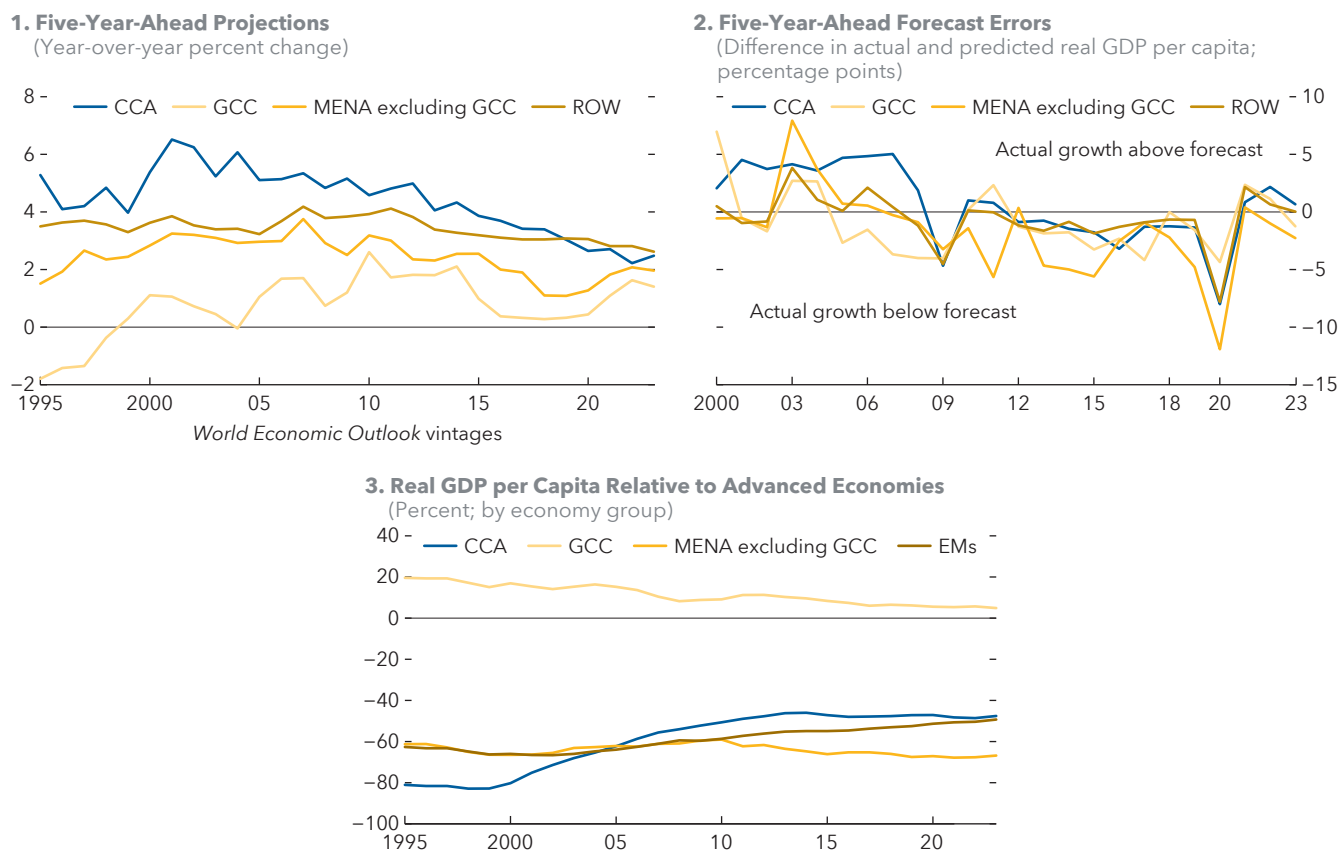 1. Five-Year-Ahead Projections
(Year-over-year percent change)
8
CCA GCC MENA excluding GCC ROW
6
4
2
0
−2
1995 2000 05 10 15 20
World Economic Outlook vintages
2. Five-Year-Ahead Forecast Errors
(Difference in actual and predicted real GDP per capita;
percentage points)
10
CCA GCC MENA excluding GCC ROW
Actual growth above forecast
5
0
−5
Actual growth below forecast
−10
−15
2000 03 06 09 12 15 18 20 23
3. Real GDP per Capita Relative to Advanced Economies
(Percent; by economy group)
40
CCA GCC MENA excluding GCC EMs
20
0
−20
−40
−60
−80
−100
1995 2000 05 10 15 20